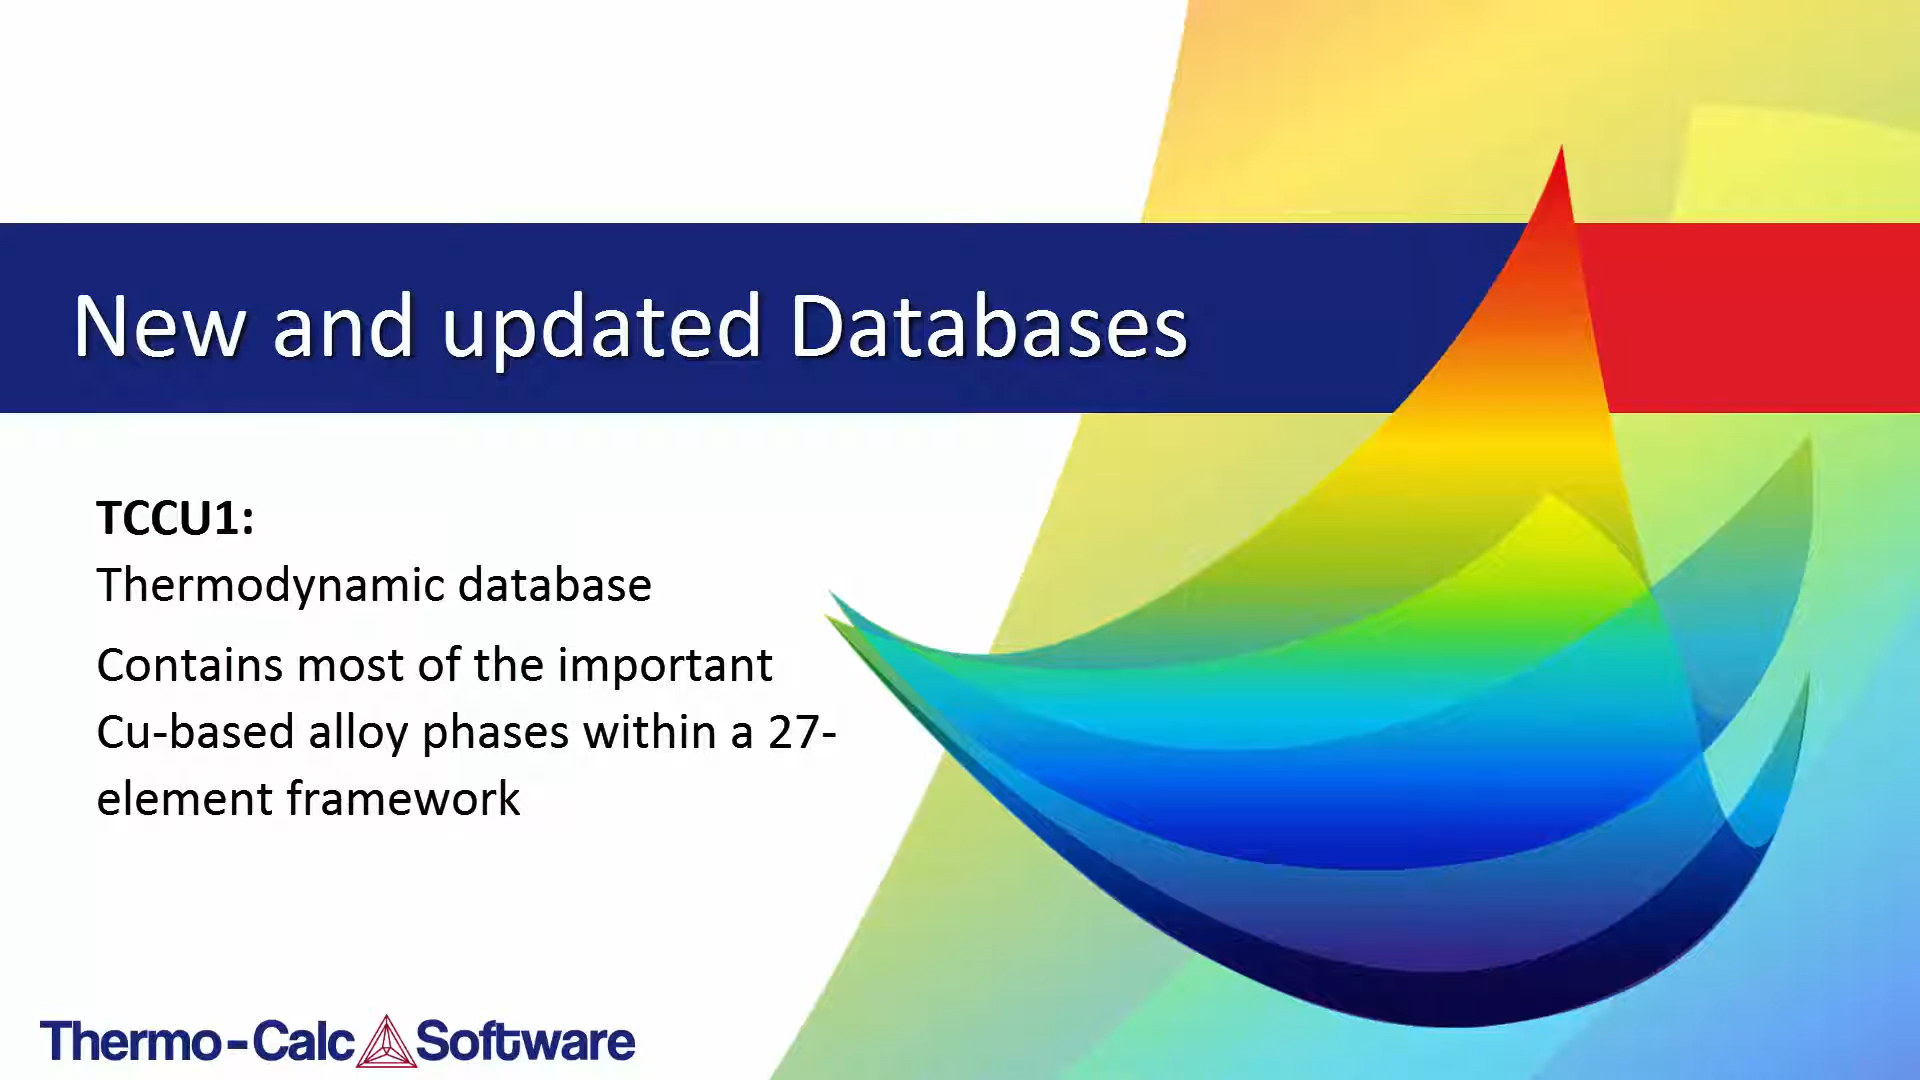 New and updated Databases
TCCU1:
Thermodynamic database
Contains most of the important
Cu-based alloy phases within a 27-
element framework
Thermo-Calc Software